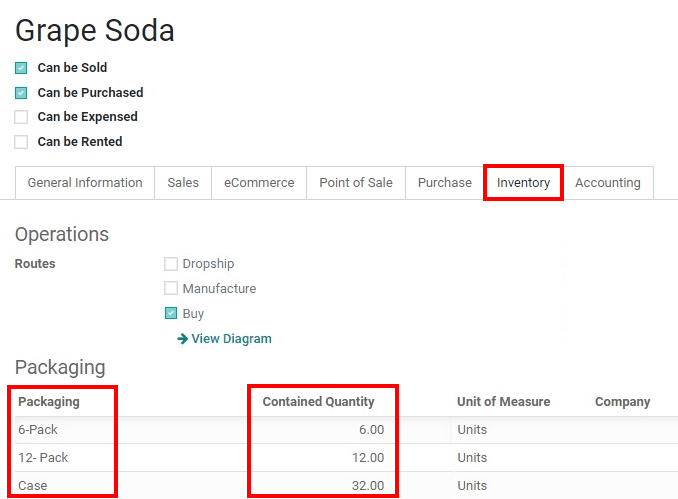 Grape Soda
Can be Sold
Can be Purchased
Can be Expensed
Can be Rented
General Information Sales eCommerce Point of Sale Purchase Inventory Accounting
Operations
Routes Dropship
Manufacture
Buy
View Diagram
Packaging
Packaging Contained Quantity Unit of Measure Company
6-Pack 6.00 Units
12- Pack 12.00 Units
Case 32.00 Units